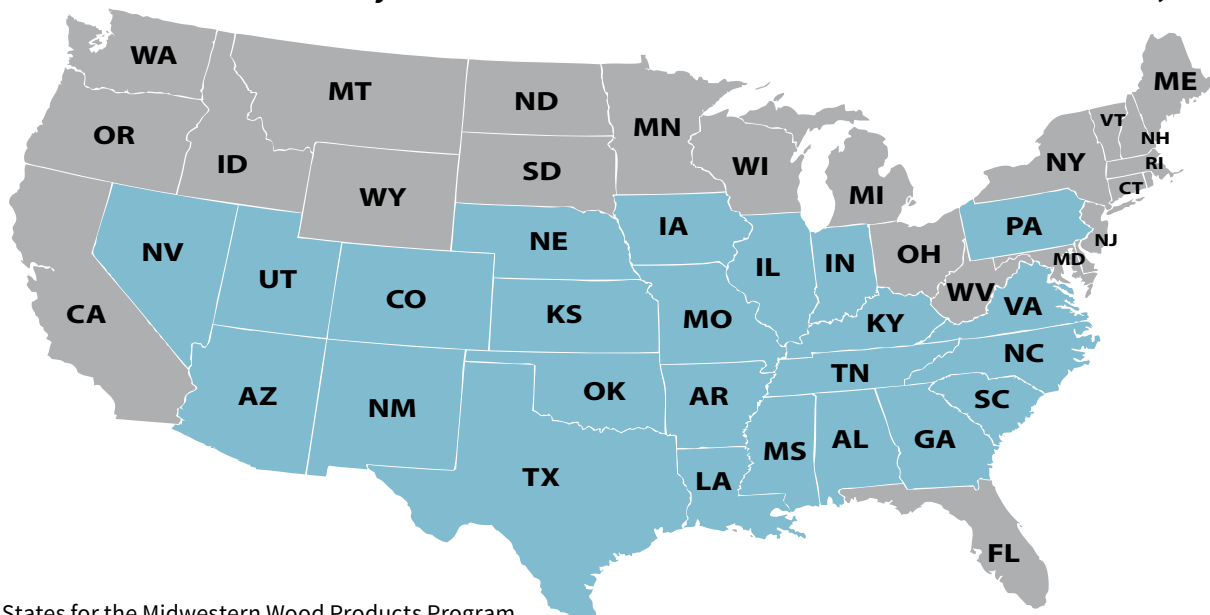 WA
MT
ND
MN
OR
ID
SD
WI
MI
ME
VT
NH
NY
RI
CT
WY
NE
IA
PA
NJ
NV
UT
CO
IL
IN
OH
MD
WV
VA
CA
KS
MO
KY
NC
TN
AZ
NM
OK
AR
SC
MS
AL
GA
TX
LA
FL
States for the Midwestern Wood Products Program